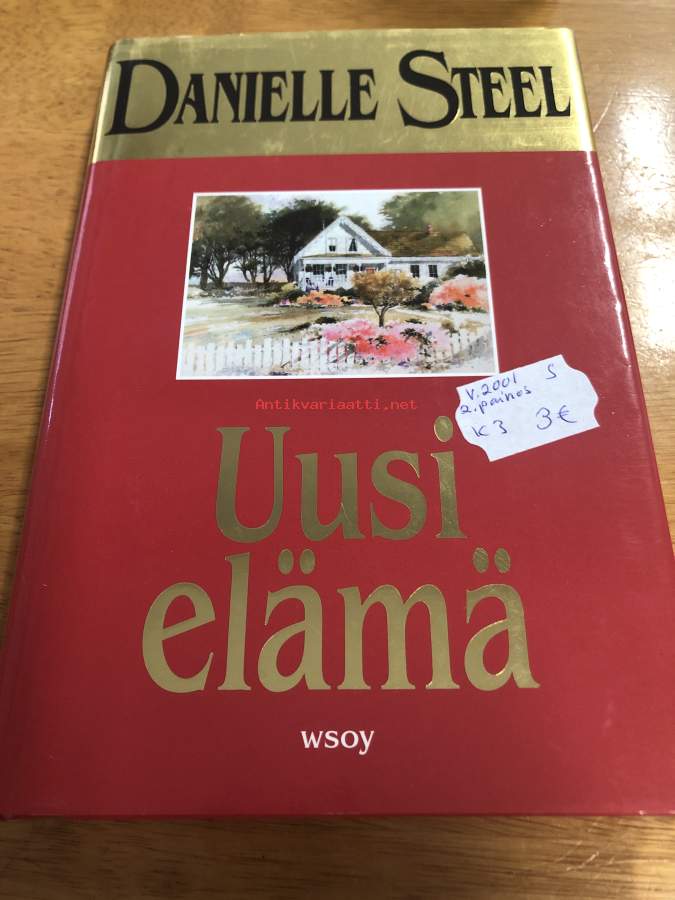 DANIELLE STEEL
V.2001 S
2.painos
K3 3€
Antikvariaatti.net
Uusi
elämä
wsoy